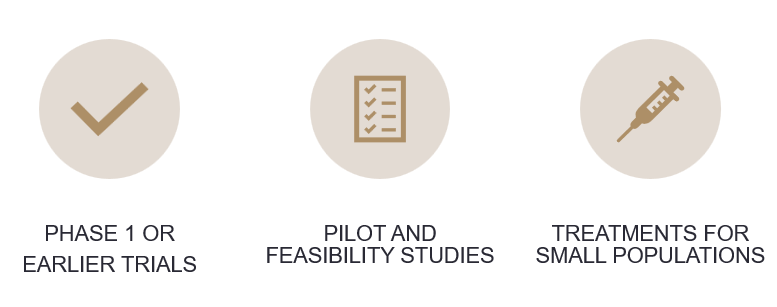 PHASE 1 OR
EARLIER TRIALS
PILOT AND
FEASIBILITY STUDIES
TREATMENTS FOR
SMALL POPULATIONS